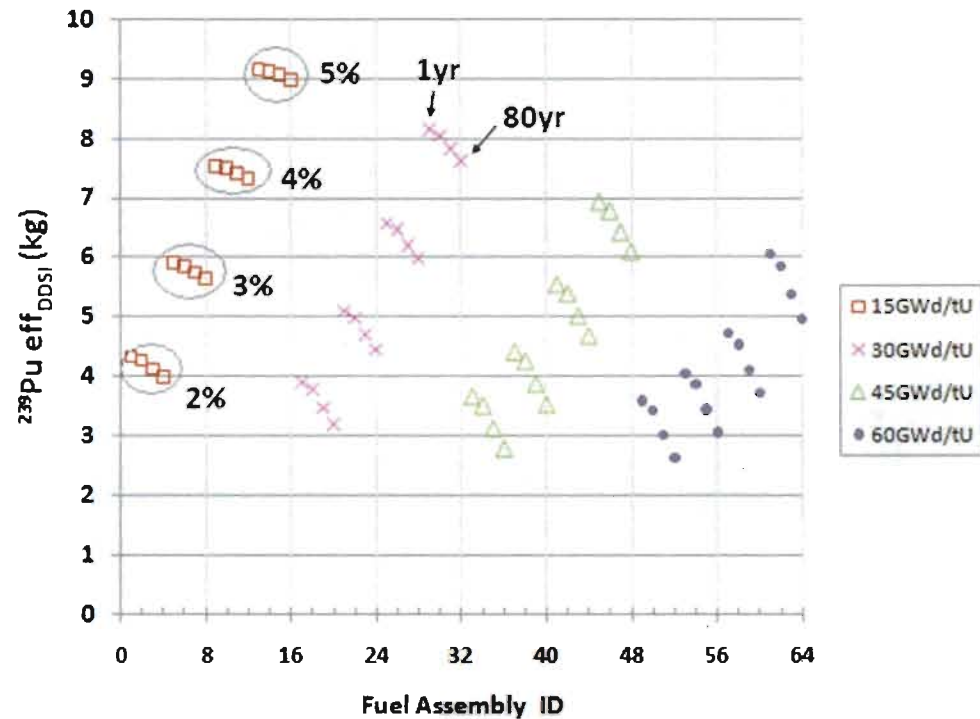 10
9
8
7
6
5
4
3
2
1
0
²³⁹Pu eff_DDSI (kg)
5%
4%
3%
2%
1yr
80yr
0 8 16 24 32 40 48 56 64
Fuel Assembly ID
15GWd/tU
30GWd/tU
45GWd/tU
60GWd/tU